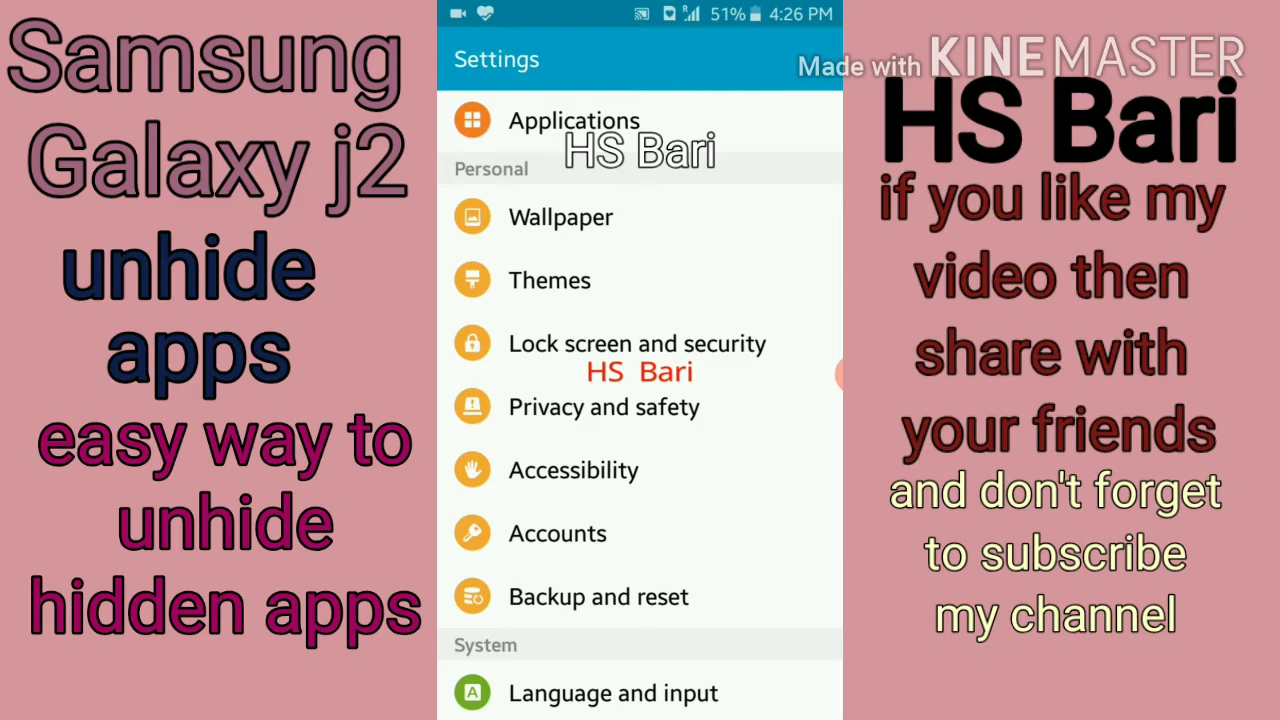 Samsung
Galaxy j2
unhide
apps
easy way to
unhide
hidden apps
51% 4:26 PM
Settings
Applications
HS Bari
Personal
Wallpaper
Themes
Lock screen and security
HS Bari
Privacy and safety
Accessibility
Accounts
Backup and reset
System
A Language and input
Made with KINEMASTER
HS Bari
if you like my
video then
share with
your friends
and don't forget
to subscribe
my channel